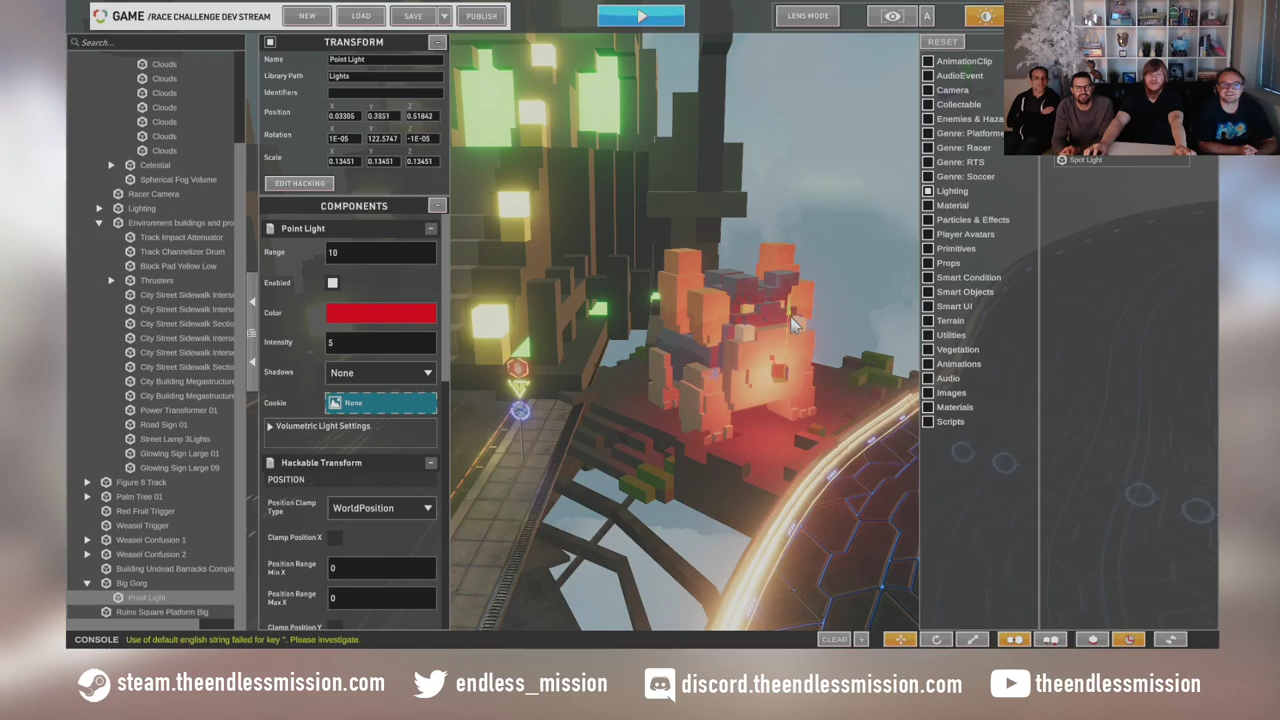 GAME /RACE CHALLENGE DEV STREAM
NEW
LOAD
SAVE
PUBLISH
LENS MODE
A
Search...
Clouds
Clouds
Clouds
Clouds
Clouds
Clouds
Clouds
Celestial
Spherical Fog Volume
Racer Camera
Lighting
Environment buildings and pro
Track Impact Attenuator
Track Channelizer Drum
Block Pad Yellow Low
Thrusters
City Street Sidewalk Interse
City Street Sidewalk Interse
City Street Sidewalk Sectio
City Street Sidewalk Interse
City Street Sidewalk Interse
City Street Sidewalk Sectio
City Building Megastructure
City Building Megastructure
Power Transformer 01
Road Sign 01
Street Lamp 3Lights
Glowing Sign Large 01
Glowing Sign Large 09
Figure 8 Track
Palm Tree 01
Red Fruit Trigger
Weasel Trigger
Weasel Confusion 1
Weasel Confusion 2
Building Undead Barracks Comple
Big Gorg
Point Light
Ruins Square Platform Big
TRANSFORM
Name Point Light
Library Path Lights
Identifiers
X Y Z
Position 0.03305 0.3851 0.51842
X Y Z
Rotation 1E-05 122.5747 -1E-05
X Y Z
Scale 0.13451 0.13451 0.13451
EDIT HACKING
COMPONENTS
Point Light
Range 10
Enabled
Color
Intensity 5
Shadows None
Cookie None
Volumetric Light Settings
Hackable Transform
POSITION
Position Clamp Type WorldPosition
Clamp Position X
Position Range Min X 0
Position Range Max X 0
Clamp Position Y
RESET
AnimationClip
AudioEvent
Camera
Collectable
Enemies & Haza
Genre: Platforme
Genre: Racer
Genre: RTS
Genre: Soccer
Lighting
Material
Particles & Effects
Player Avatars
Primitives
Props
Smart Condition
Smart Objects
Smart UI
Terrain
Utilities
Vegetation
Animations
Audio
Images
Materials
Scripts
Spot Light
CONSOLE Use of default english string failed for key ''. Please investigate.
CLEAR +
steam.theendlessmission.com
endless_mission
discord.theendlessmission.com
theendlessmission